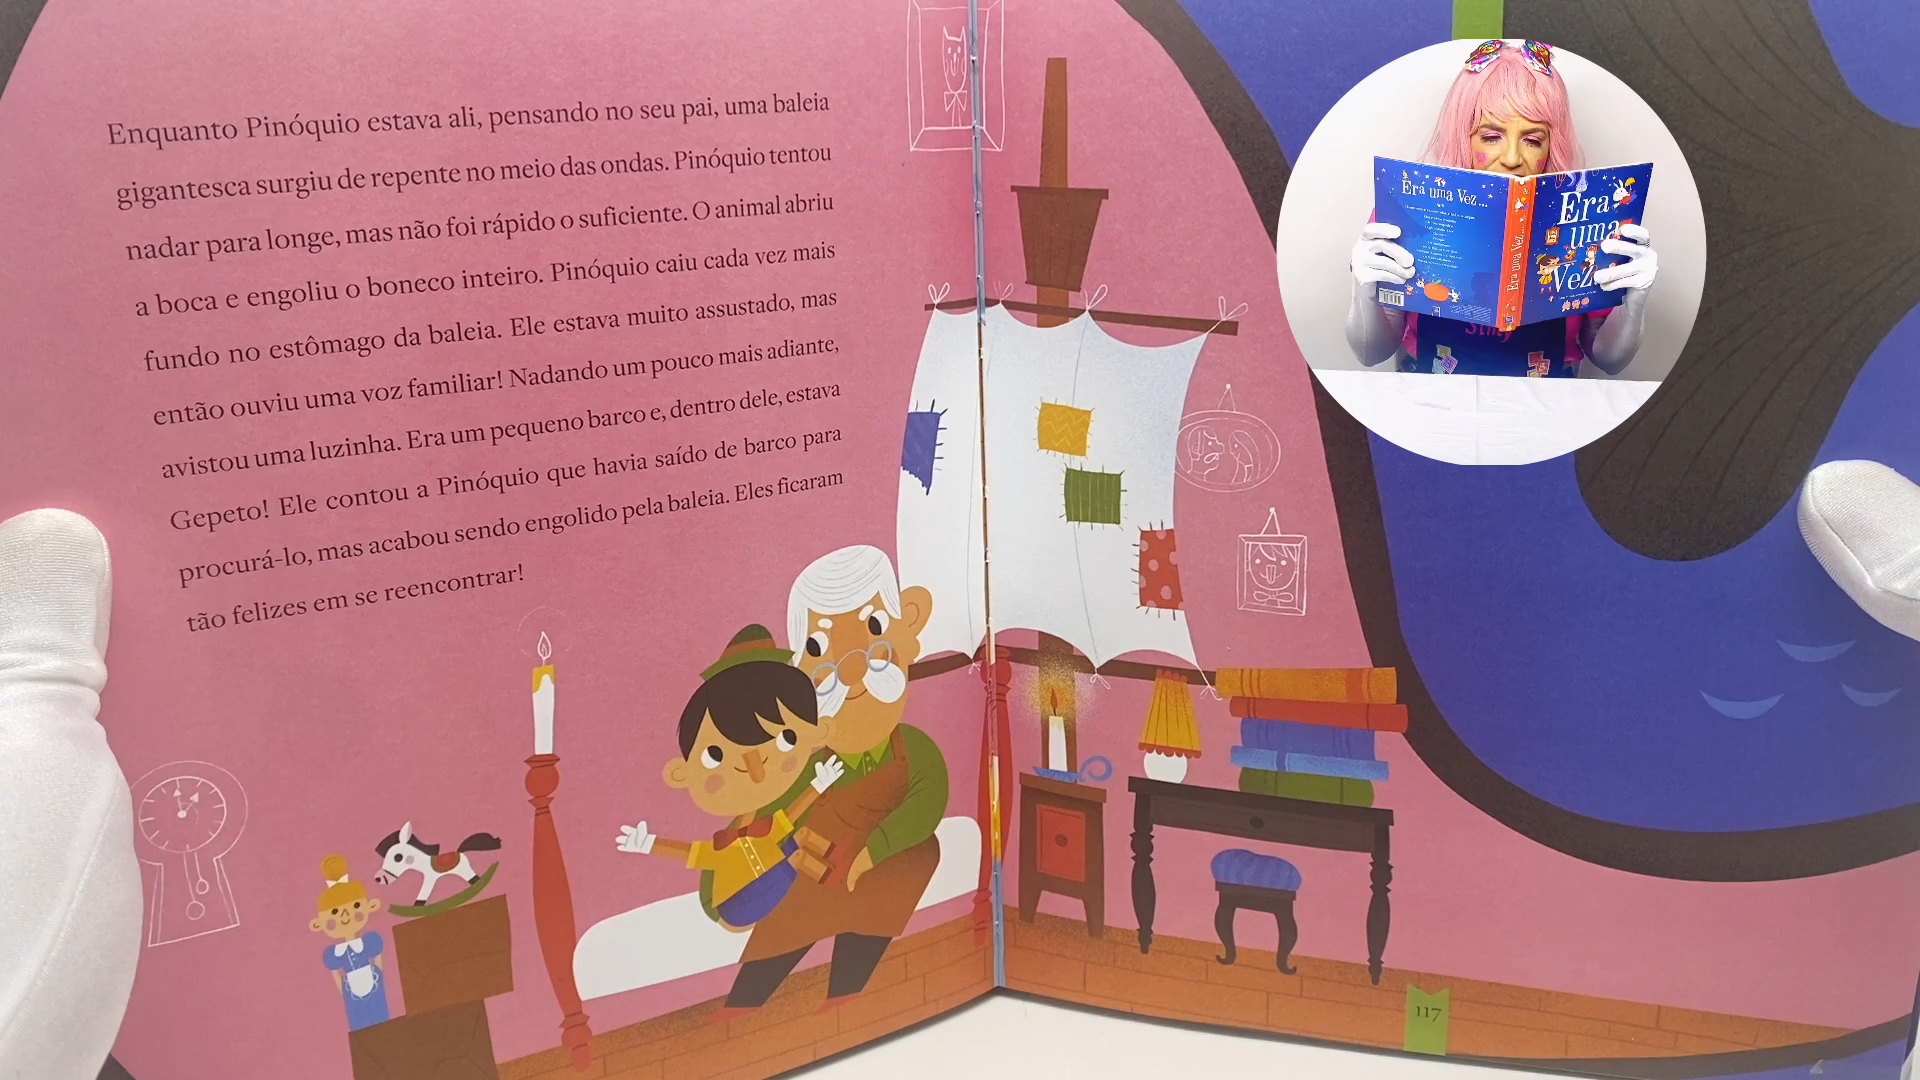 Enquanto Pinóquio estava ali, pensando no seu pai, uma baleia
gigantesca surgiu de repente no meio das ondas. Pinóquio tentou
nadar para longe, mas não foi rápido o suficiente. O animal abriu
a boca e engoliu o boneco inteiro. Pinóquio caiu cada vez mais
fundo no estômago da baleia. Ele estava muito assustado, mas
então ouviu uma voz familiar! Nadando um pouco mais adiante,
avistou uma luzinha. Era um pequeno barco e, dentro dele, estava
Gepeto! Ele contou a Pinóquio que havia saído de barco para
procurá-lo, mas acabou sendo engolido pela baleia. Eles ficaram
tão felizes em se reencontrar!
117
Era uma Vez...
Era uma Vez...
Era
uma
Vez